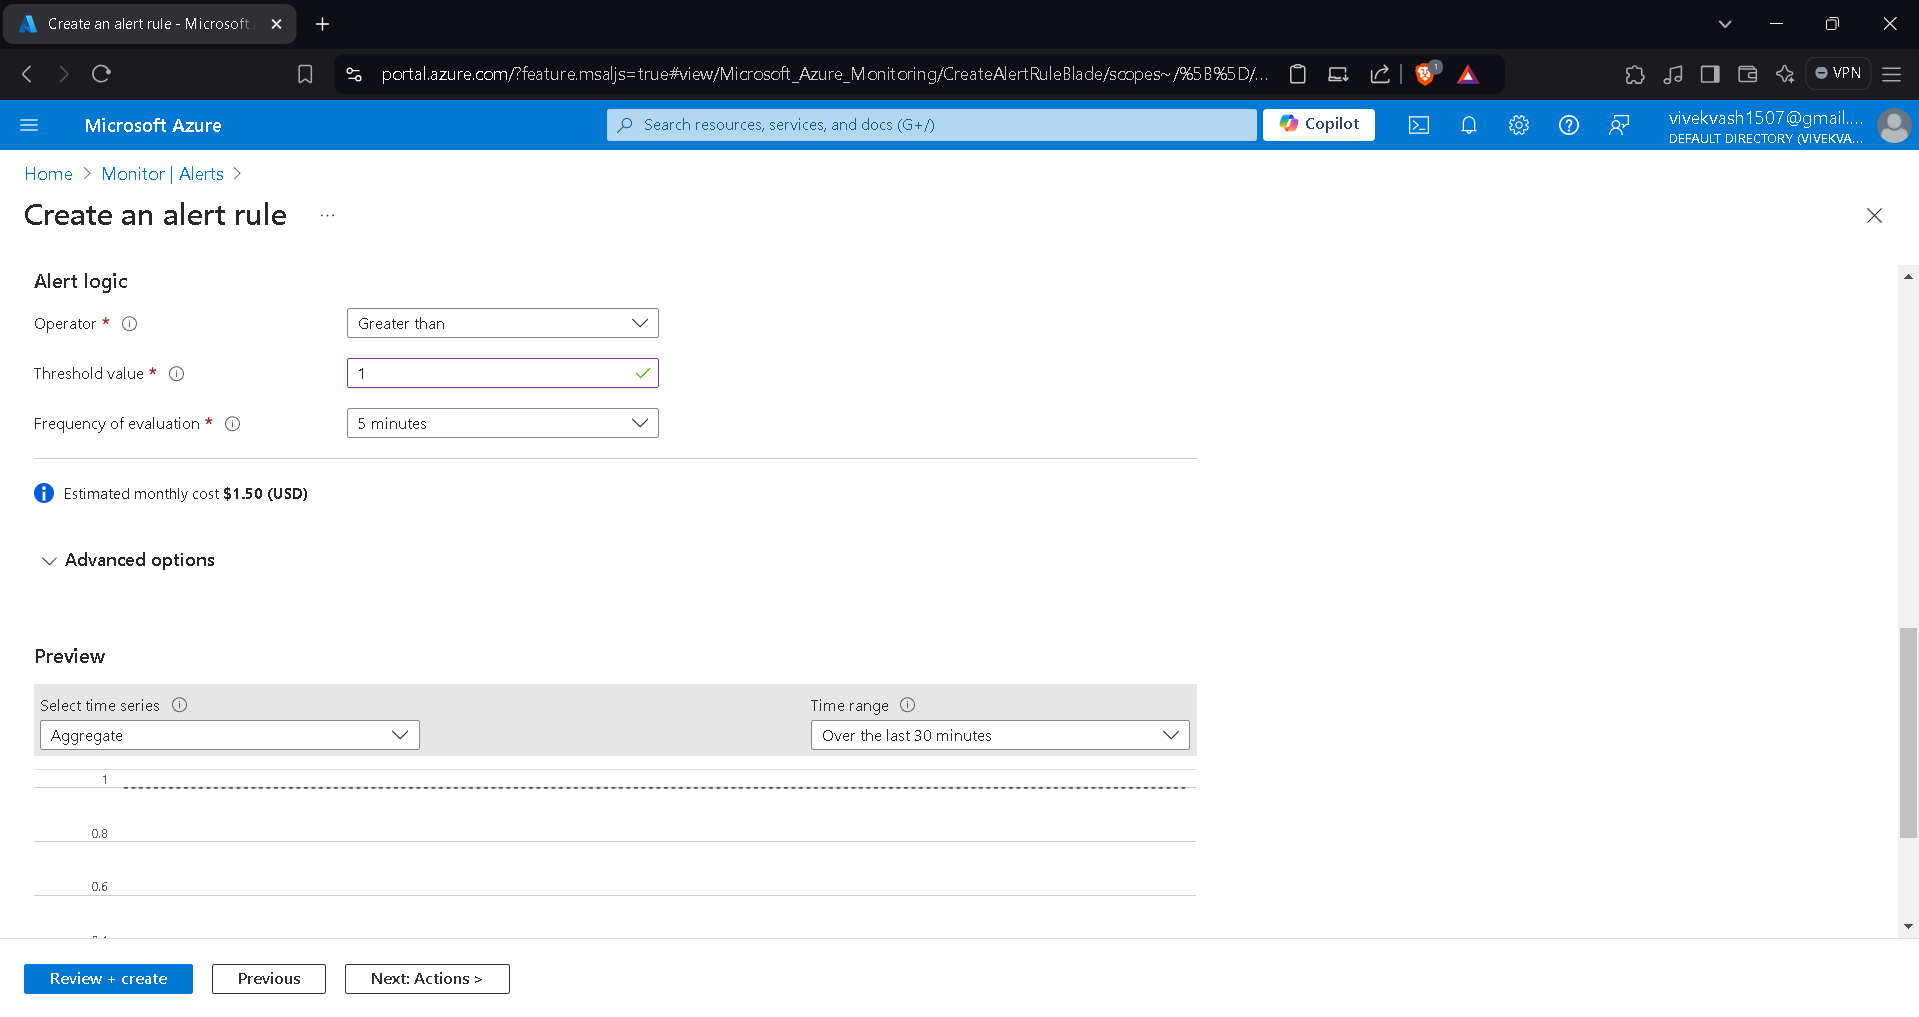 Create an alert rule - Microsoft
portal.azure.com/?feature.msaljs=true#view/Microsoft_Azure_Monitoring/CreateAlertRuleBlade/scopes~/%5B%5D/...
1
VPN
Microsoft Azure
Search resources, services, and docs (G+/)
Copilot
vivekvash1507@gmail....
DEFAULT DIRECTORY (VIVEKVA...
Home > Monitor | Alerts >
Create an alert rule ...
Alert logic
Operator *
Greater than
Threshold value *
1
Frequency of evaluation *
5 minutes
Estimated monthly cost $1.50 (USD)
Advanced options
Preview
Select time series
Time range
Aggregate
Over the last 30 minutes
1
0.8
0.6
Review + create
Previous
Next: Actions >